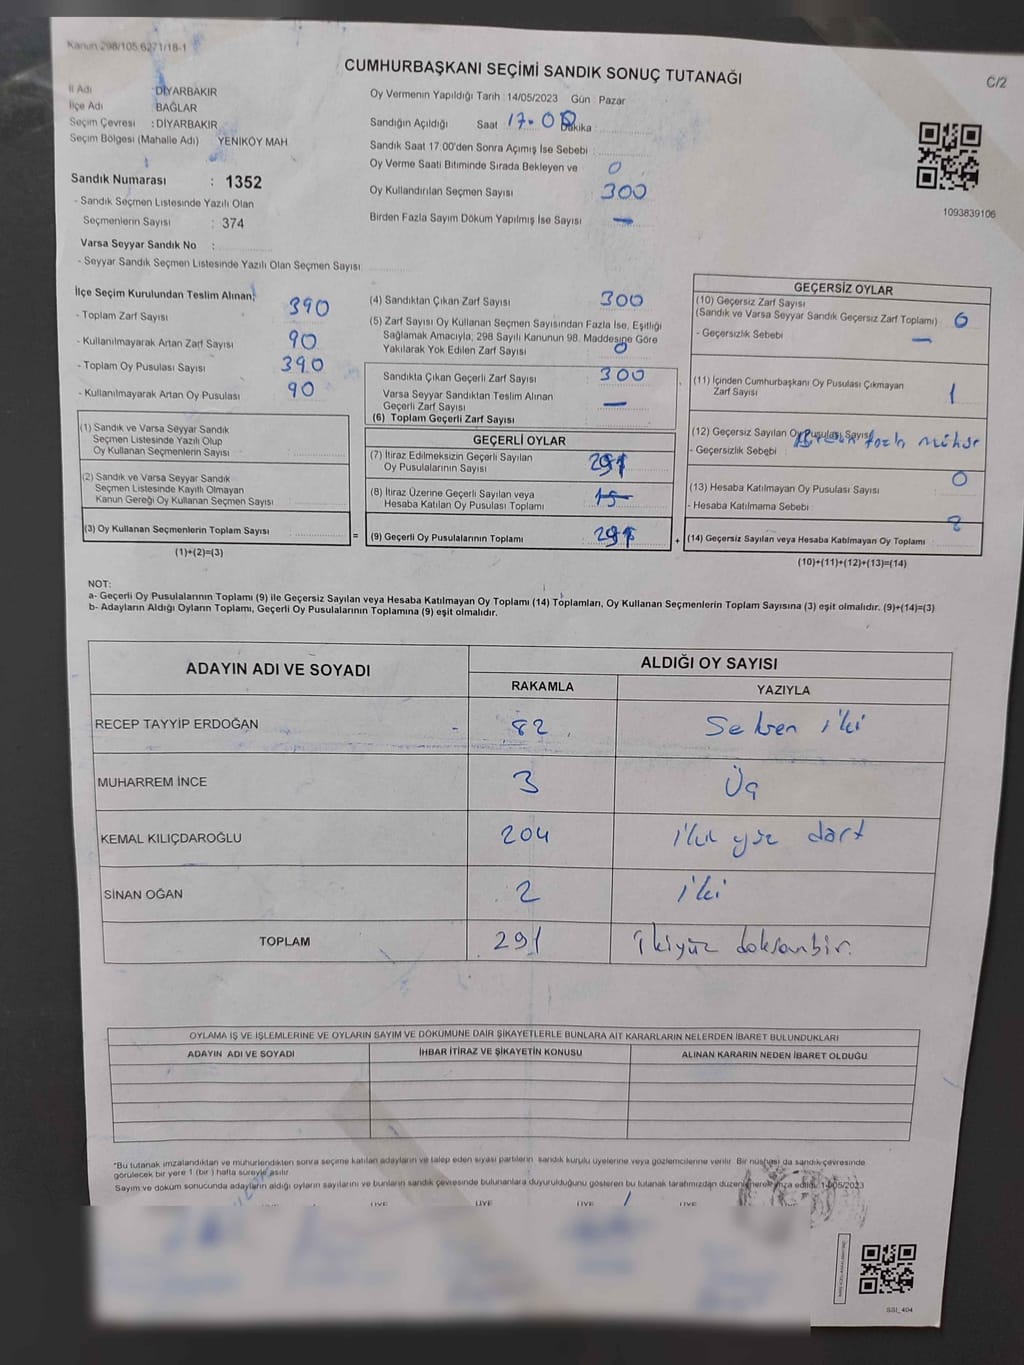 Kanun 298/105.6271/18-1
CUMHURBAŞKANI SEÇİMİ SANDIK SONUÇ TUTANAĞI
C/2
İl Adı : DİYARBAKIR
İlçe Adı : BAĞLAR
Seçim Çevresi : DİYARBAKIR
Seçim Bölgesi (Mahalle Adı) YENİKÖY MAH
Sandık Numarası : 1352
- Sandık Seçmen Listesinde Yazılı Olan
Seçmenlerin Sayısı : 374
Varsa Seyyar Sandık No :
- Seyyar Sandık Seçmen Listesinde Yazılı Olan Seçmen Sayısı
Oy Vermenin Yapıldığı Tarih : 14/05/2023 Gün : Pazar
Sandığın Açıldığı Saat 17.00 Dakika
Sandık Saat 17.00'den Sonra Açımış İse Sebebi :
Oy Verme Saati Bitiminde Sırada Bekleyen ve 0
Oy Kullandırılan Seçmen Sayısı 300
Birden Fazla Sayım Döküm Yapılmış İse Sayısı —
1093839106
İlçe Seçim Kurulundan Teslim Alınan;
- Toplam Zarf Sayısı 390
- Kullanılmayarak Artan Zarf Sayısı 90
- Toplam Oy Pusulası Sayısı 390
- Kullanılmayarak Artan Oy Pusulası 90
(1) Sandık ve Varsa Seyyar Sandık
Seçmen Listesinde Yazılı Olup
Oy Kullanan Seçmenlerin Sayısı
(2) Sandık ve Varsa Seyyar Sandık
Seçmen Listesinde Kayıtlı Olmayan
Kanun Gereği Oy Kullanan Seçmen Sayısı
(3) Oy Kullanan Seçmenlerin Toplam Sayısı
(1)+(2)=(3)
=
(4) Sandıktan Çıkan Zarf Sayısı 300
(5) Zarf Sayısı Oy Kullanan Seçmen Sayısından Fazla İse, Eşitliği
Sağlamak Amacıyla; 298 Sayılı Kanunun 98. Maddesine Göre
Yakılarak Yok Edilen Zarf Sayısı 0
Sandıkta Çıkan Geçerli Zarf Sayısı 300
Varsa Seyyar Sandıktan Teslim Alınan
Geçerli Zarf Sayısı —
(6) Toplam Geçerli Zarf Sayısı
GEÇERLİ OYLAR
(7) İtiraz Edilmeksizin Geçerli Sayılan
Oy Pusulalarının Sayısı 291
(8) İtiraz Üzerine Geçerli Sayılan veya
Hesaba Katılan Oy Pusulası Toplamı
(9) Geçerli Oy Pusulalarının Toplamı 291
+
GEÇERSİZ OYLAR
(10) Geçersiz Zarf Sayısı
(Sandık ve Varsa Seyyar Sandık Geçersiz Zarf Toplamı) 0
- Geçersizlik Sebebi —
(11) İçinden Cumhurbaşkanı Oy Pusulası Çıkmayan
Zarf Sayısı 1
(12) Geçersiz Sayılan Oy Pusulası Sayısı
- Geçersizlik Sebebi : fazla mühür
(13) Hesaba Katılmayan Oy Pusulası Sayısı 0
- Hesaba Katılmama Sebebi
(14) Geçersiz Sayılan veya Hesaba Katılmayan Oy Toplamı
(10)+(11)+(12)+(13)=(14)
NOT:
a- Geçerli Oy Pusulalarının Toplamı (9) ile Geçersiz Sayılan veya Hesaba Katılmayan Oy Toplamı (14) Toplamları, Oy Kullanan Seçmenlerin Toplam Sayısına (3) eşit olmalıdır. (9)+(14)=(3)
b- Adayların Aldığı Oyların Toplamı, Geçerli Oy Pusulalarının Toplamına (9) eşit olmalıdır.
ADAYIN ADI VE SOYADI
ALDIĞI OY SAYISI
RAKAMLA YAZIYLA
RECEP TAYYİP ERDOĞAN 82 Seksen iki
MUHARREM İNCE 3 Üç
KEMAL KILIÇDAROĞLU 204 iki yüz dört
SİNAN OĞAN 2 iki
TOPLAM 291 ikiyüz doksanbir.
OYLAMA İŞ VE İŞLEMLERİNE VE OYLARIN SAYIM VE DÖKÜMÜNE DAİR ŞİKAYETLERLE BUNLARA AİT KARARLARIN NELERDEN İBARET BULUNDUKLARI
ADAYIN ADI VE SOYADI İHBAR İTİRAZ VE ŞİKAYETİN KONUSU ALINAN KARARIN NEDEN İBARET OLDUĞU
*Bu tutanak imzalandıktan ve mühürlendikten sonra seçime katılan adayların ve talep eden siyasi partilerin sandık kurulu üyelerine veya gözlemcilerine verilir. Bir nüshası da sandık çevresinde
görülecek bir yere 1 (bir) hafta süreyle asılır.
Sayım ve döküm sonucunda adayların aldığı oyların sayılarını ve bunların sandık çevresinde bulunanlara duyurulduğunu gösteren bu tutanak tarafımızdan düzenlenerek imza edildi. 14/05/2023
ÜYE ÜYE ÜYE ÜYE
SSİ_404